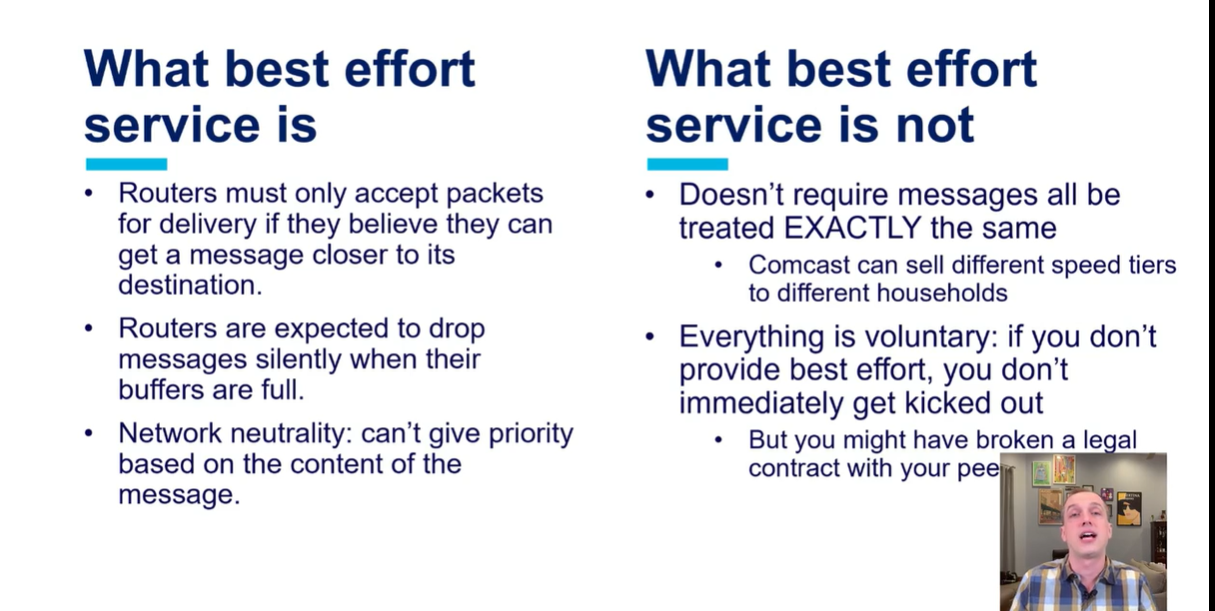 What best effort
service is
• Routers must only accept packets
for delivery if they believe they can
get a message closer to its
destination.
• Routers are expected to drop
messages silently when their
buffers are full.
• Network neutrality: can't give priority
based on the content of the
message.
What best effort
service is not
• Doesn't require messages all be
treated EXACTLY the same
• Comcast can sell different speed tiers
to different households
• Everything is voluntary: if you don't
provide best effort, you don't
immediately get kicked out
• But you might have broken a legal
contract with your pee